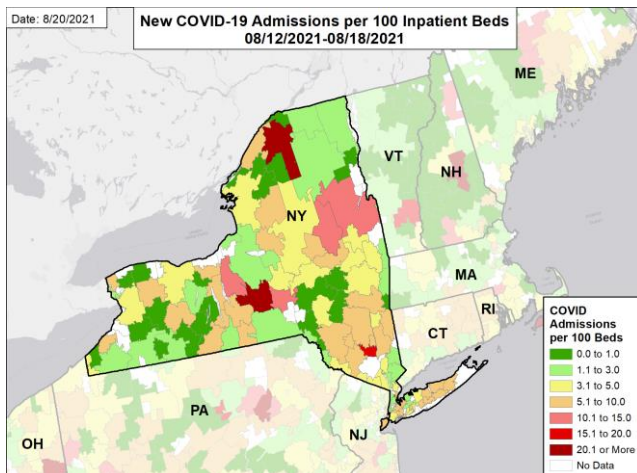 Date: 8/20/2021
New COVID-19 Admissions per 100 Inpatient Beds
08/12/2021-08/18/2021
ME
VT
NH
NY
MA
CT
RI
PA
NJ
OH
COVID
Admissions
per 100 Beds
0.0 to 1.0
1.1 to 3.0
3.1 to 5.0
5.1 to 10.0
10.1 to 15.0
15.1 to 20.0
20.1 or More
No Data